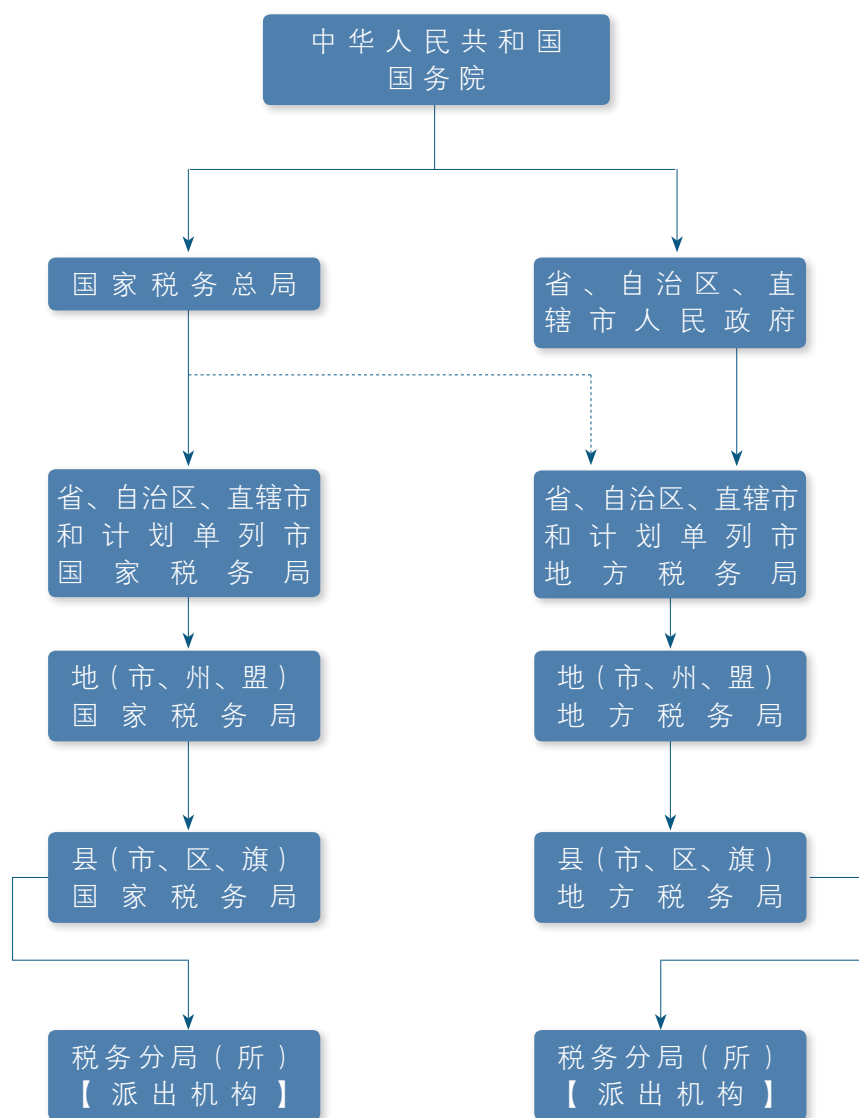 中华人民共和国
国务院
国家税务总局
省、自治区、直
辖市人民政府
省、自治区、直辖市
和计划单列市
国家税务局
省、自治区、直辖市
和计划单列市
地方税务局
地（市、州、盟）
国家税务局
地（市、州、盟）
地方税务局
县（市、区、旗）
国家税务局
县（市、区、旗）
地方税务局
税务分局（所）
【派出机构】
税务分局（所）
【派出机构】